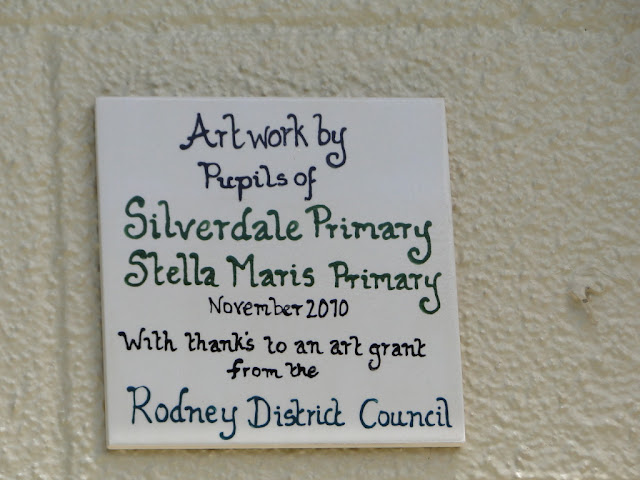 Artwork by
Pupils of
Silverdale Primary
Stella Maris Primary
November 2010
With thank's to an art grant
from the
Rodney District Council